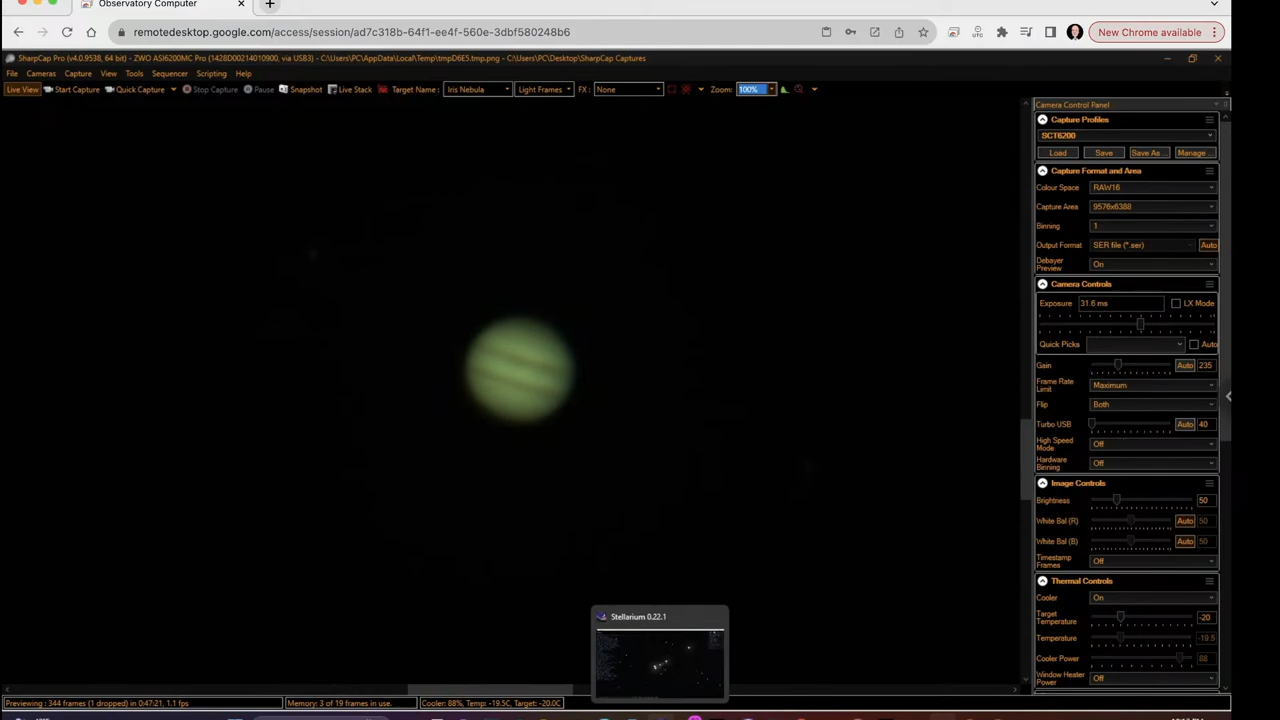 Observatory Computer
remotedesktop.google.com/access/session/ad7c318b-64f1-ee4f-560e-3dbf580248b6
New Chrome available
SharpCap Pro (v4.0.9538, 64 bit) - ZWO ASI6200MC Pro (1428D00214010900, via USB3) - C:\Users\PC\AppData\Local\Temp\tmpD6E5.tmp.png - C:\Users\PC\Desktop\SharpCap Captures
File Cameras Capture View Tools Sequencer Scripting Help
Live View Start Capture Quick Capture Stop Capture Pause Snapshot Live Stack Target Name : Iris Nebula Light Frames FX : None Zoom: 100%
Camera Control Panel
Capture Profiles
SCT6200
Load Save Save As ... Manage ...
Capture Format and Area
Colour Space RAW16
Capture Area 9576x6388
Binning 1
Output Format SER file (*.ser) Auto
Debayer
Preview On
Camera Controls
Exposure 31.6 ms LX Mode
Quick Picks Auto
Gain Auto 235
Frame Rate
Limit Maximum
Flip Both
Turbo USB Auto 40
High Speed
Mode Off
Hardware
Binning Off
Image Controls
Brightness 50
White Bal (R) Auto 50
White Bal (B) Auto 50
Timestamp
Frames Off
Thermal Controls
Cooler On
Target
Temperature -20
Temperature -19.5
Cooler Power 88
Window Heater
Power Off
Stellarium 0.22.1
Previewing : 344 frames (1 dropped) in 0:47:21, 1.1 fps Memory: 3 of 19 frames in use. Cooler: 88%, Temp: -19.5C, Target: -20.0C